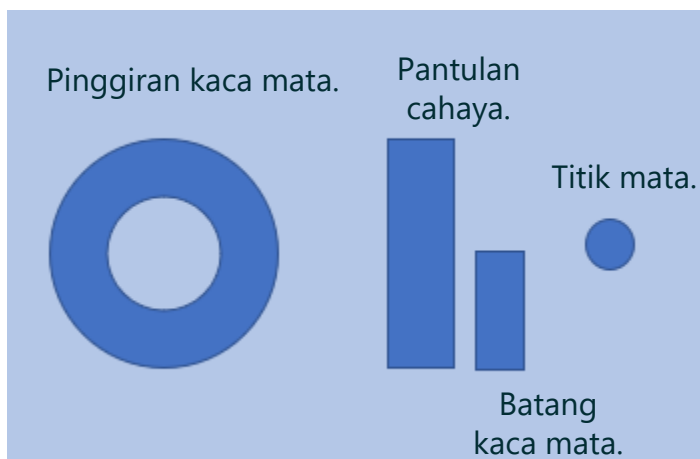 Pinggiran kaca mata.
Pantulan
cahaya.
Titik mata.
Batang
kaca mata.